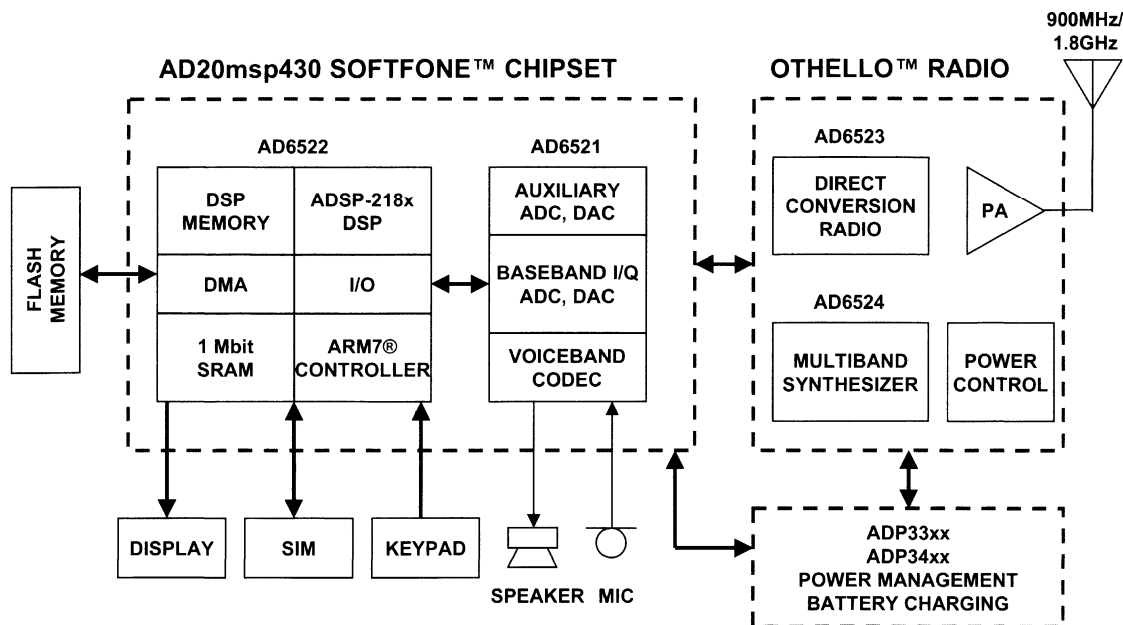 900MHz/
1.8GHz
AD20msp430 SOFTFONE™ CHIPSET
OTHELLO™ RADIO
AD6522
DSP
MEMORY
ADSP-218x
DSP
DMA
I/O
1 Mbit
SRAM
ARM7®
CONTROLLER
AD6521
AUXILIARY
ADC, DAC
BASEBAND I/Q
ADC, DAC
VOICEBAND
CODEC
AD6523
DIRECT
CONVERSION
RADIO
PA
AD6524
MULTIBAND
SYNTHESIZER
POWER
CONTROL
FLASH
MEMORY
DISPLAY
SIM
KEYPAD
SPEAKER
MIC
ADP33xx
ADP34xx
POWER MANAGEMENT
BATTERY CHARGING